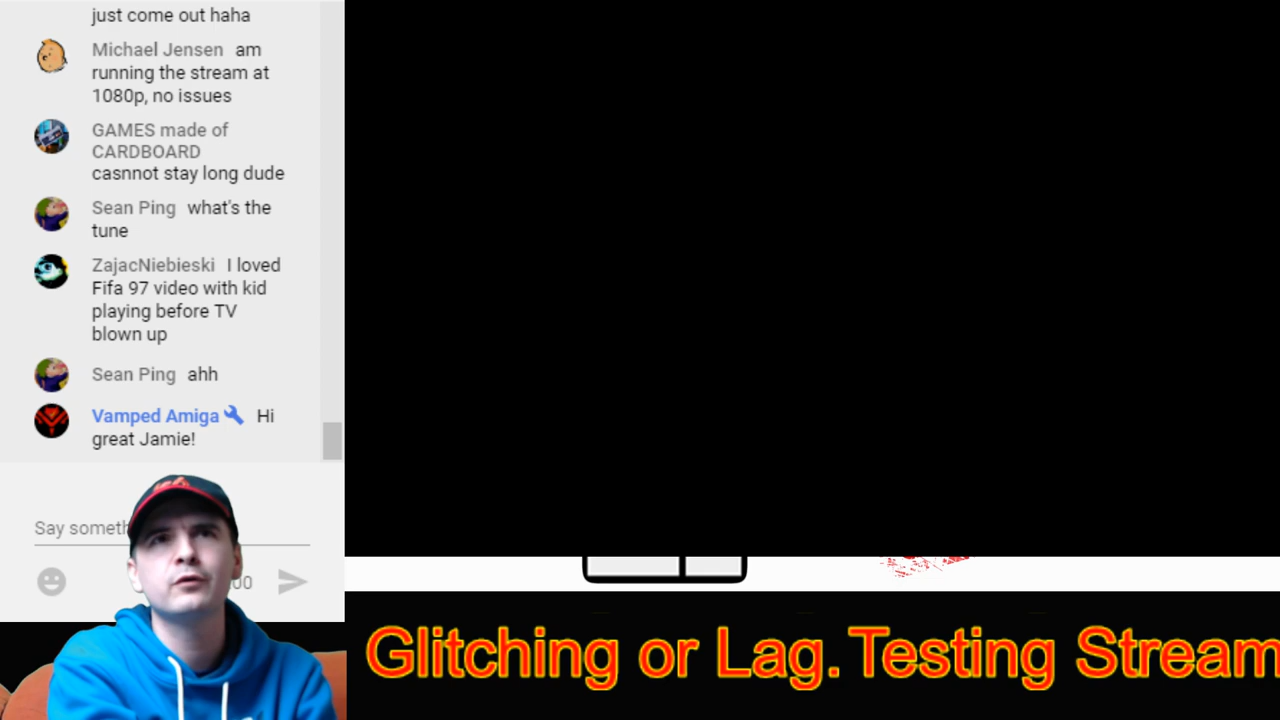 just come out haha
Michael Jensen am
running the stream at
1080p, no issues
GAMES made of
CARDBOARD
casnnot stay long dude
Sean Ping what's the
tune
ZajacNiebieski I loved
Fifa 97 video with kid
playing before TV
blown up
Sean Ping ahh
Vamped Amiga Hi
great Jamie!
Say someth
00
Glitching or Lag. Testing Stream